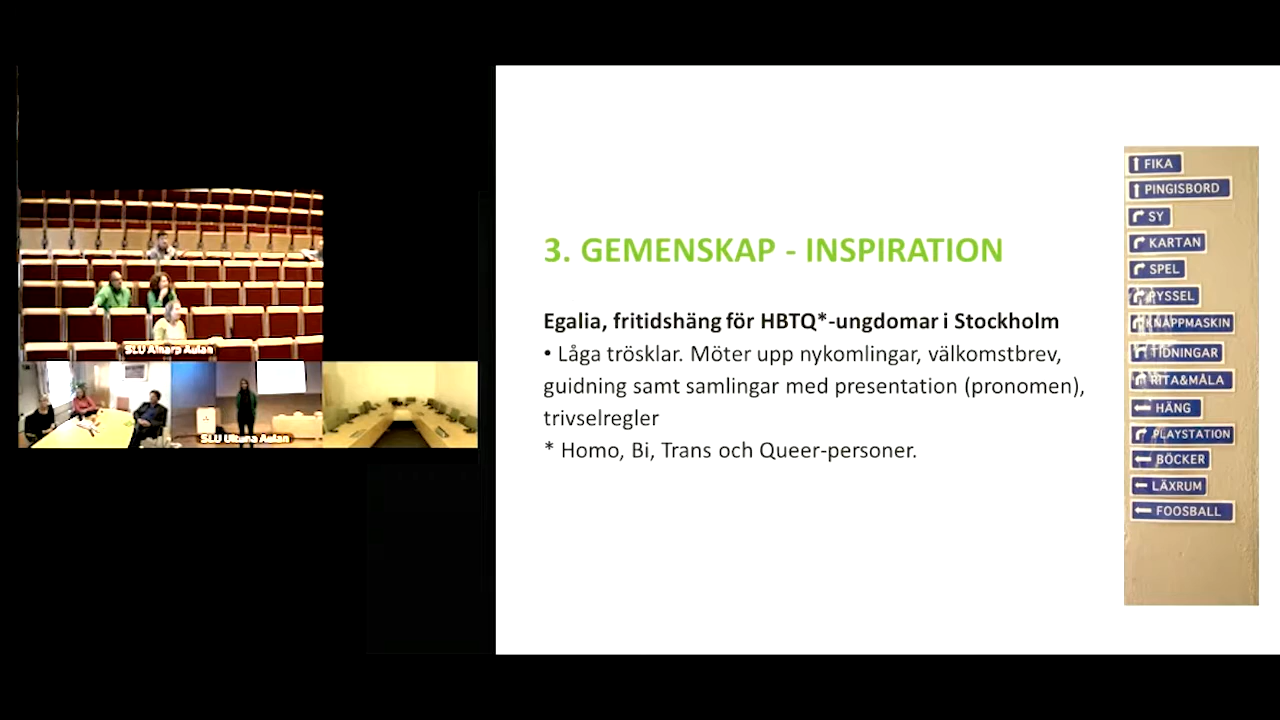 3. GEMENSKAP - INSPIRATION
Egalia, fritidshäng för HBTQ*-ungdomar i Stockholm
• Låga trösklar. Möter upp nykomlingar, välkomstbrev,
guidning samt samlingar med presentation (pronomen),
trivselregler
* Homo, Bi, Trans och Queer-personer.
FIKA
PINGISBORD
SY
KARTAN
SPEL
PYSSEL
KNAPPMASKIN
TIDNINGAR
RITA&MÅLA
HÄNG
PLAYSTATION
BÖCKER
LÄXRUM
FOOSBALL
SLU Alnarp Aulan
SLU Ultuna Aulan